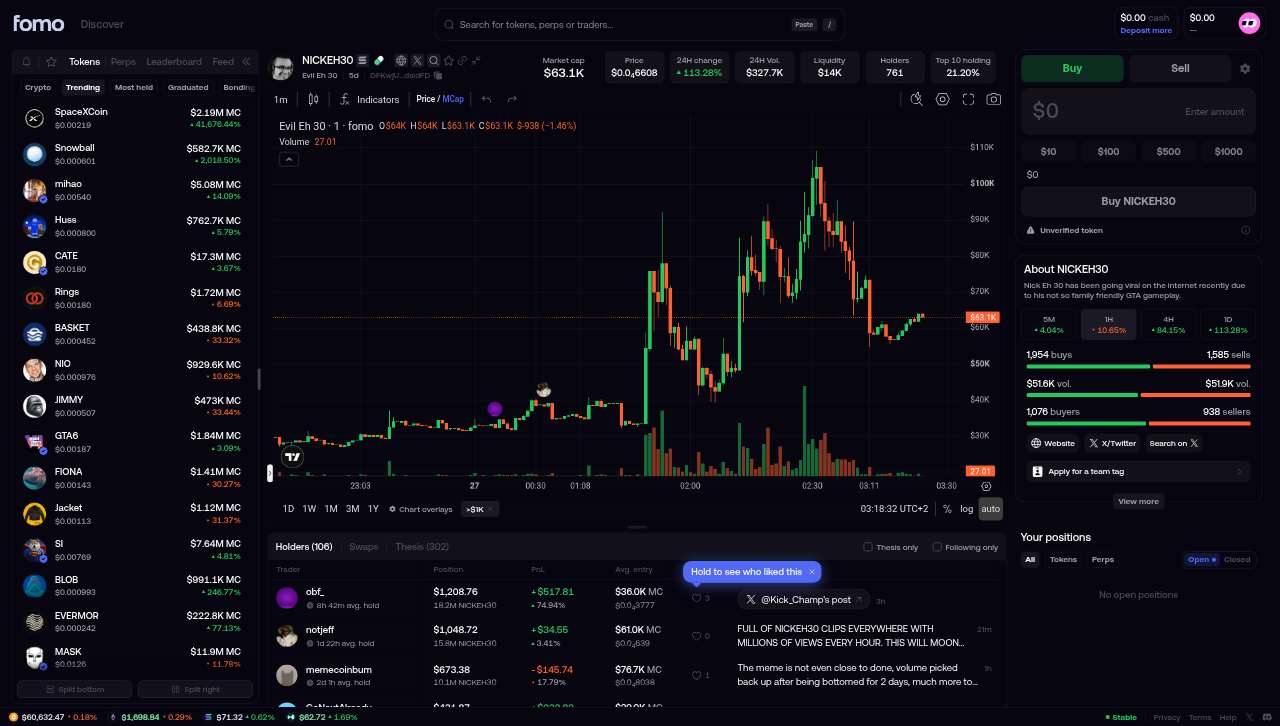 fomo
Discover
Search for tokens, perps or traders...
Paste
/
$0.00 cash
Deposit more
$0.00
—
Tokens Perps Leaderboard Feed
Crypto Trending Most held Graduated Bonding
SpaceXCoin $2.19M MC
$0.00219 41,676.44%
Snowball $582.7K MC
$0.000601 2,018.50%
mihao $5.08M MC
$0.00540 14.09%
Huss $762.7K MC
$0.000800 5.79%
CATE $17.3M MC
$0.0180 3.67%
Rings $1.72M MC
$0.00180 6.69%
BASKET $438.8K MC
$0.000452 33.32%
NIO $929.6K MC
$0.000976 10.62%
JIMMY $473K MC
$0.000507 33.44%
GTA6 $1.84M MC
$0.00187 3.09%
FIONA $1.41M MC
$0.00143 30.27%
Jacket $1.12M MC
$0.00113 31.37%
SI $7.64M MC
$0.00769 4.81%
BLOB $991.1K MC
$0.000993 246.77%
EVERMOR $222.8K MC
$0.000242 77.13%
MASK $11.9M MC
$0.0126 11.78%
Split bottom Split right
NICKEH30
Evil Eh 30 5d
Market cap
$63.1K
Price
$0.0₄6608
24H change
113.28%
24H Vol.
$327.7K
Liquidity
$14K
Holders
761
Top 10 holding
21.20%
1m Indicators Price / MCap
Evil Eh 30 · 1 · fomo O$64K H$64K L$63.1K C$63.1K $-938 (−1.46%)
Volume 27.01
$110K
$100K
$90K
$80K
$70K
$63.1K
$60K
$50K
$40K
$30K
27.01
23:03 27 00:30 01:08 02:00 02:30 03:11 03:30
1D 1W 1M 3M 1Y Chart overlays >$1K
03:18:32 UTC+2 % log auto
Holders (106) Swaps Thesis (302)
Thesis only Following only
Trader Position PnL Avg. entry
Hold to see who liked this ×
obf_ $1,208.76 +$517.81 $36.0K MC
8h 42m avg. hold 18.2M NICKEH30 74.94% $0.0₄3777
3 @Kick_Champ's post 3h
notjeff $1,048.72 +$34.55 $61.0K MC
1d 22h avg. hold 15.8M NICKEH30 3.41% $0.0₄639
0 FULL OF NICKEH30 CLIPS EVERYWHERE WITH 21m
MILLIONS OF VIEWS EVERY HOUR. THIS WILL MOON...
memecoinbum $673.38 -$145.74 $76.7K MC
2d 1h avg. hold 10.1M NICKEH30 17.79% $0.0₄8038
1 The meme is not even close to done, volume picked 1h
back up after being bottomed for 2 days, much more to...
Buy Sell
$0 Enter amount
$10 $100 $500 $1000
$0
Buy NICKEH30
Unverified token
About NICKEH30
Nick Eh 30 has been going viral on the internet recently due
to his not so family friendly GTA gameplay.
5M 1H 4H 1D
4.04% 10.65% 84.15% 113.28%
1,954 buys 1,585 sells
$51.6K vol. $51.9K vol.
1,076 buyers 938 sellers
Website X/Twitter Search on X
Apply for a team tag
View more
Your positions
All Tokens Perps Open Closed
No open positions
$60,632.47 0.18% $1,698.84 0.29% $71.32 0.62% $62.72 1.69%
Stable Privacy Terms Help